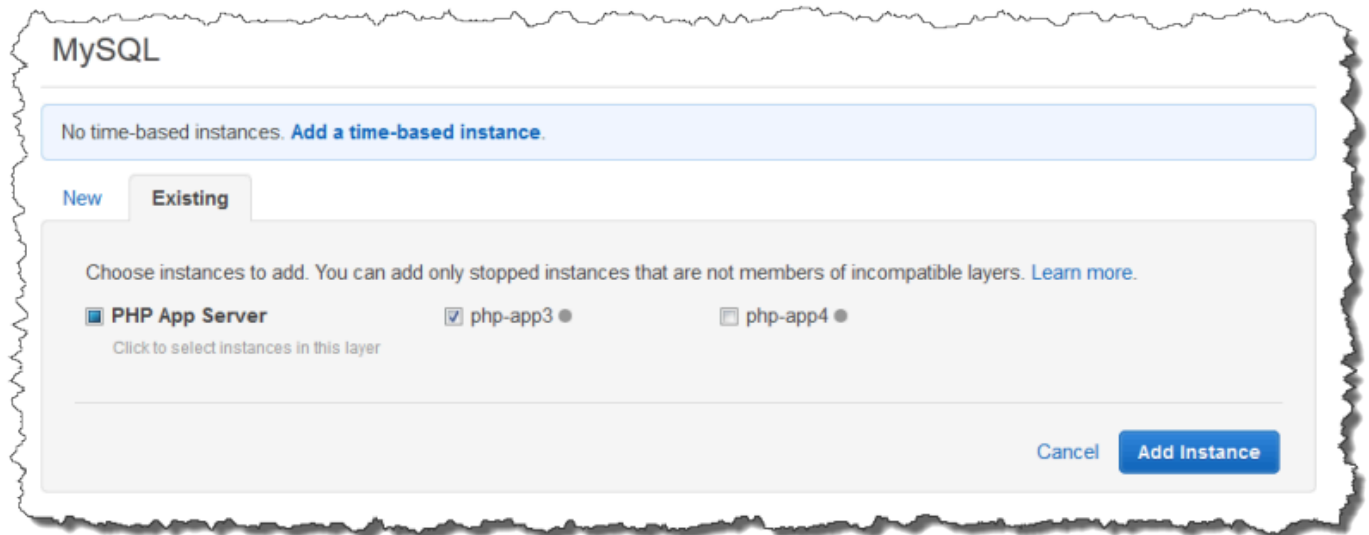 MySQL
No time-based instances. Add a time-based instance.
New Existing
Choose instances to add. You can add only stopped instances that are not members of incompatible layers. Learn more.
PHP App Server php-app3 php-app4
Click to select instances in this layer
Cancel Add Instance